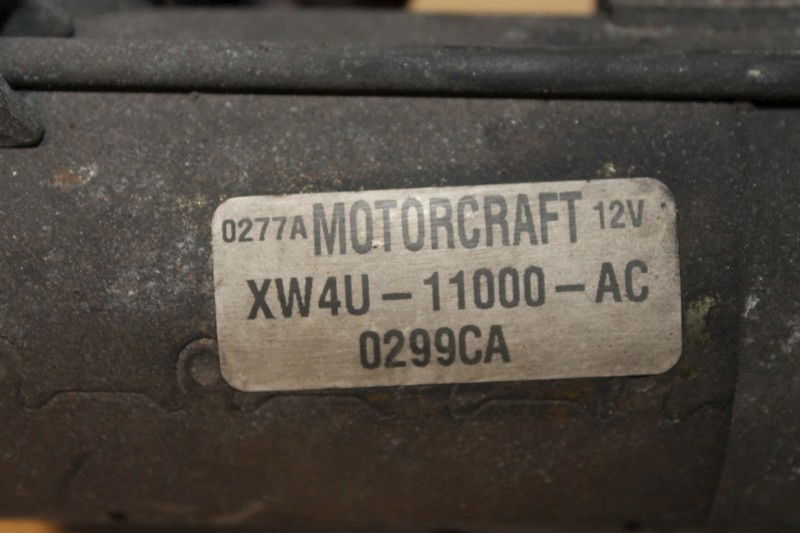 0277A MOTORCRAFT 12V
XW4U-11000-AC
0299CA